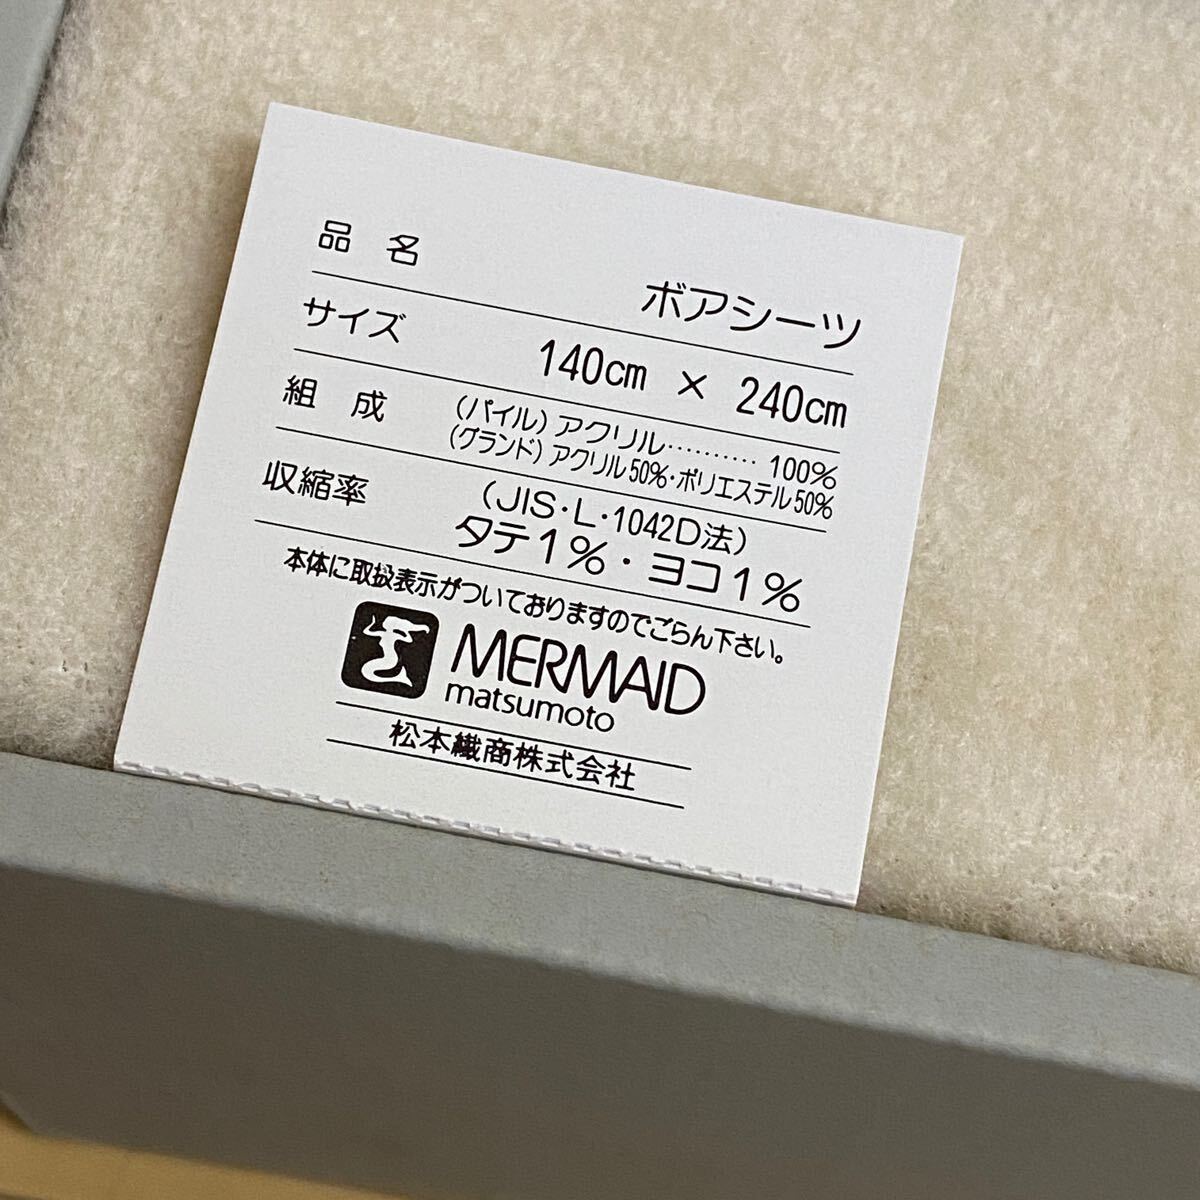 品 名 ボアシーツ
サイズ 140cm × 240cm
組 成 (パイル) アクリル………… 100%
(グランド) アクリル50%・ポリエステル50%
収縮率 (JIS・L・1042D法)
タテ1%・ヨコ1%
本体に取扱表示がついておりますのでごらん下さい。
MERMAID
matsumoto
松本繊商株式会社